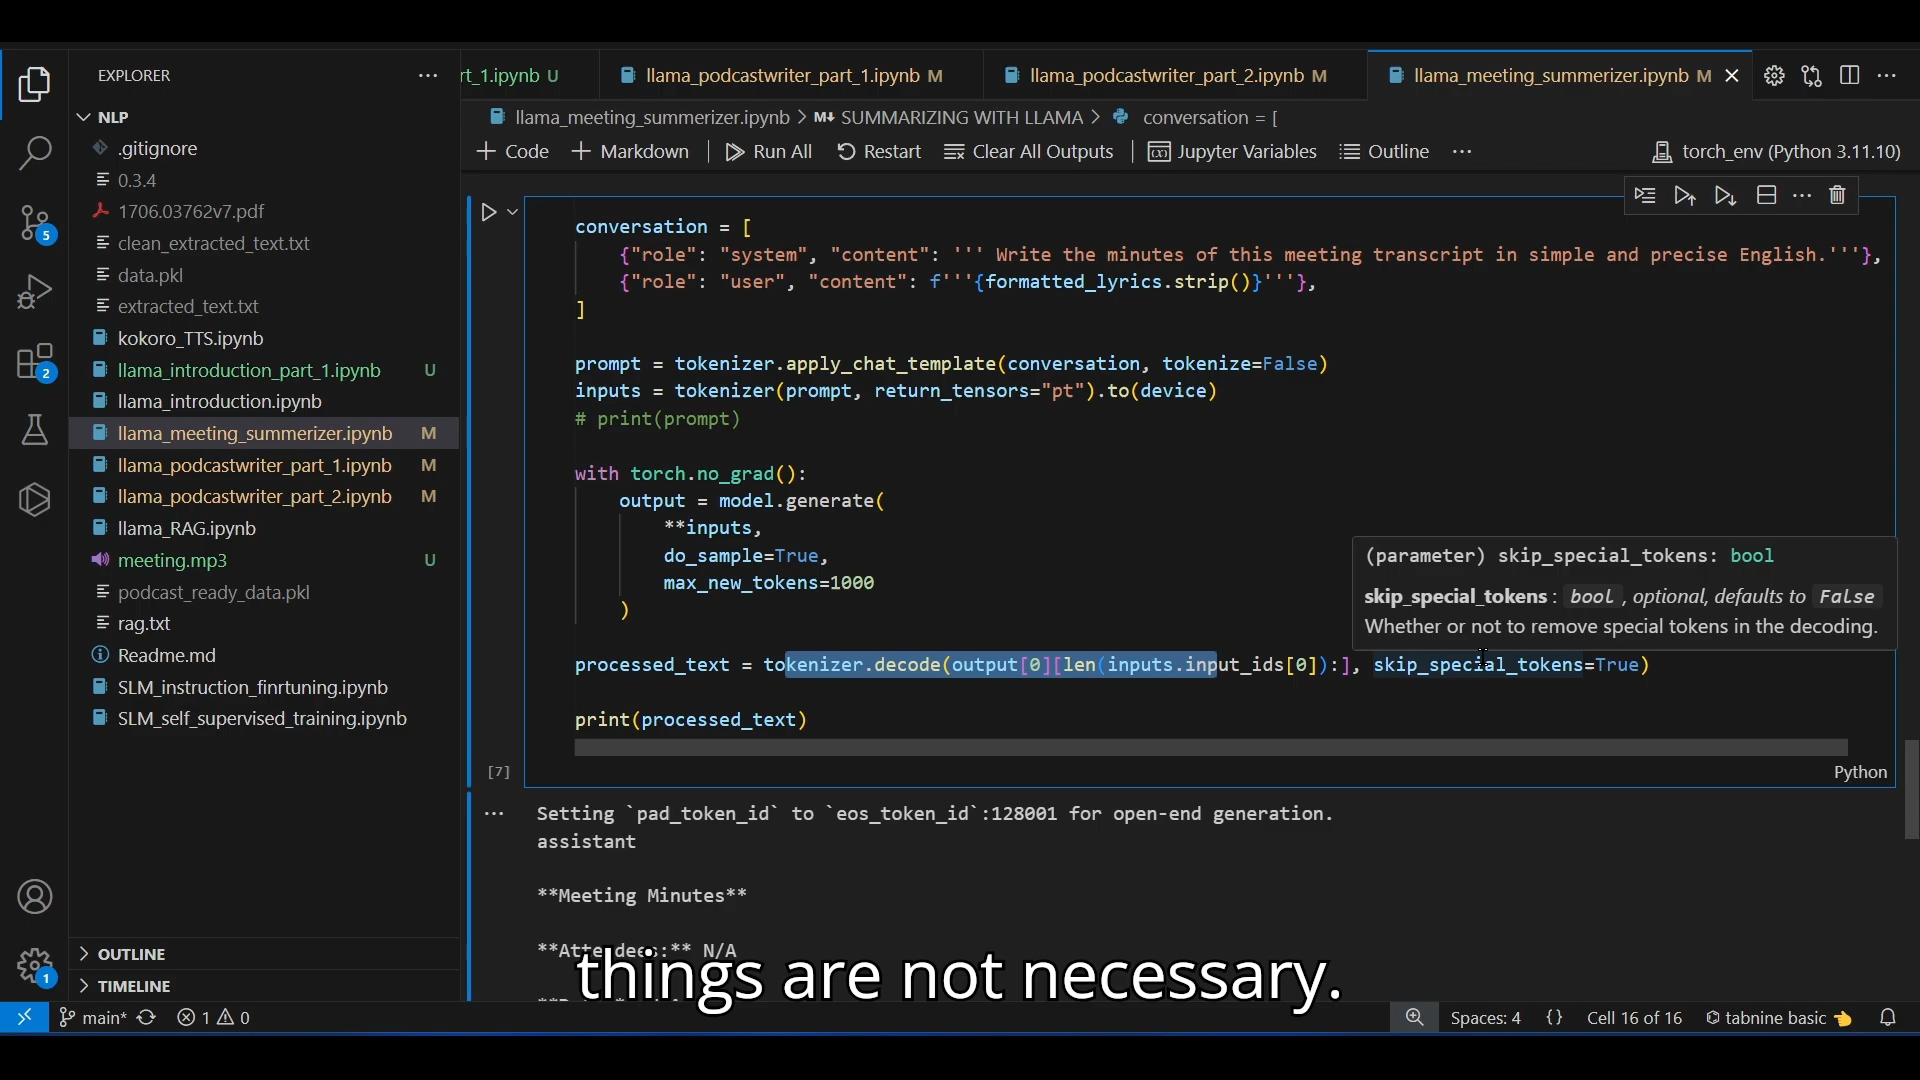 EXPLORER
rt_1.ipynb U
llama_podcastwriter_part_1.ipynb M
llama_podcastwriter_part_2.ipynb M
llama_meeting_summerizer.ipynb M
NLP
llama_meeting_summerizer.ipynb > M↓ SUMMARIZING WITH LLAMA > conversation = [
+ Code + Markdown Run All Restart Clear All Outputs Jupyter Variables Outline ... torch_env (Python 3.11.10)
.gitignore
0.3.4
1706.03762v7.pdf
clean_extracted_text.txt
data.pkl
extracted_text.txt
kokoro_TTS.ipynb
llama_introduction_part_1.ipynb U
llama_introduction.ipynb
llama_meeting_summerizer.ipynb M
llama_podcastwriter_part_1.ipynb M
llama_podcastwriter_part_2.ipynb M
llama_RAG.ipynb
meeting.mp3 U
podcast_ready_data.pkl
rag.txt
Readme.md
SLM_instruction_finrtuning.ipynb
SLM_self_supervised_training.ipynb
5
2
1
OUTLINE
TIMELINE
conversation = [
{"role": "system", "content": ''' Write the minutes of this meeting transcript in simple and precise English.'''},
{"role": "user", "content": f'''{formatted_lyrics.strip()}'''},
]
prompt = tokenizer.apply_chat_template(conversation, tokenize=False)
inputs = tokenizer(prompt, return_tensors="pt").to(device)
# print(prompt)
with torch.no_grad():
output = model.generate(
**inputs,
do_sample=True,
max_new_tokens=1000
)
(parameter) skip_special_tokens: bool
skip_special_tokens : bool , optional, defaults to False
Whether or not to remove special tokens in the decoding.
processed_text = tokenizer.decode(output[0][len(inputs.input_ids[0]):], skip_special_tokens=True)
print(processed_text)
[7]
Python
Setting `pad_token_id` to `eos_token_id`:128001 for open-end generation.
assistant
**Meeting Minutes**
**Attendees:** N/A
things are not necessary.
main* 1 0 Spaces: 4 {} Cell 16 of 16 tabnine basic